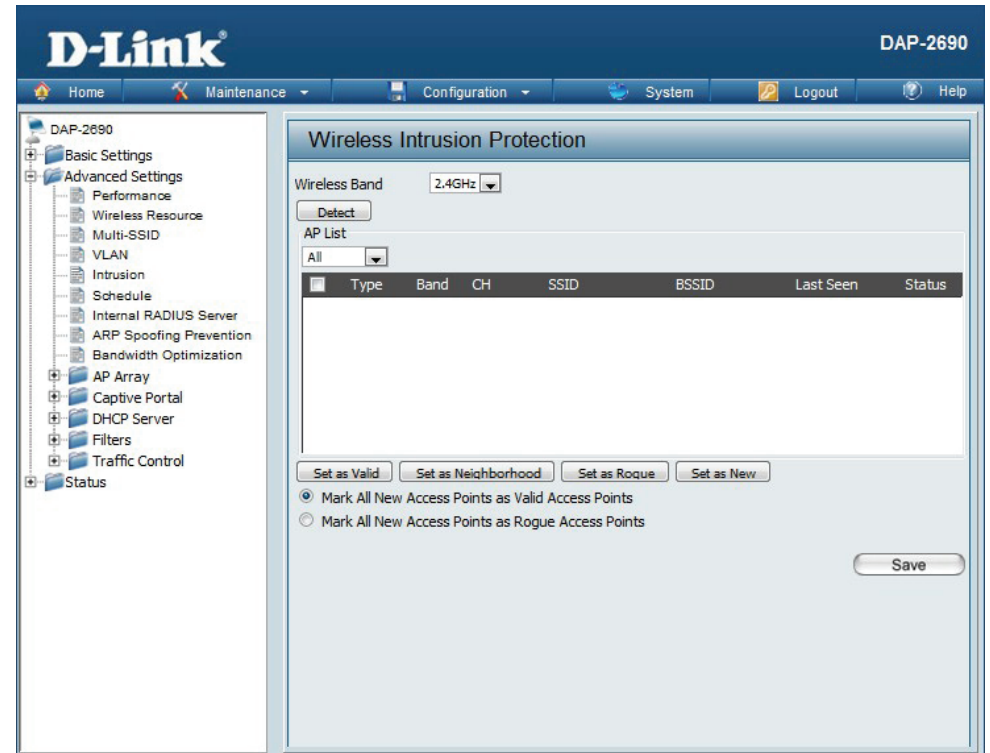 D-Link®
DAP-2690
Home Maintenance Configuration System Logout Help
DAP-2690
Basic Settings
Advanced Settings
Performance
Wireless Resource
Multi-SSID
VLAN
Intrusion
Schedule
Internal RADIUS Server
ARP Spoofing Prevention
Bandwidth Optimization
AP Array
Captive Portal
DHCP Server
Filters
Traffic Control
Status
Wireless Intrusion Protection
Wireless Band 2.4GHz
Detect
AP List
All
Type Band CH SSID BSSID Last Seen Status
Set as Valid Set as Neighborhood Set as Rogue Set as New
Mark All New Access Points as Valid Access Points
Mark All New Access Points as Rogue Access Points
Save